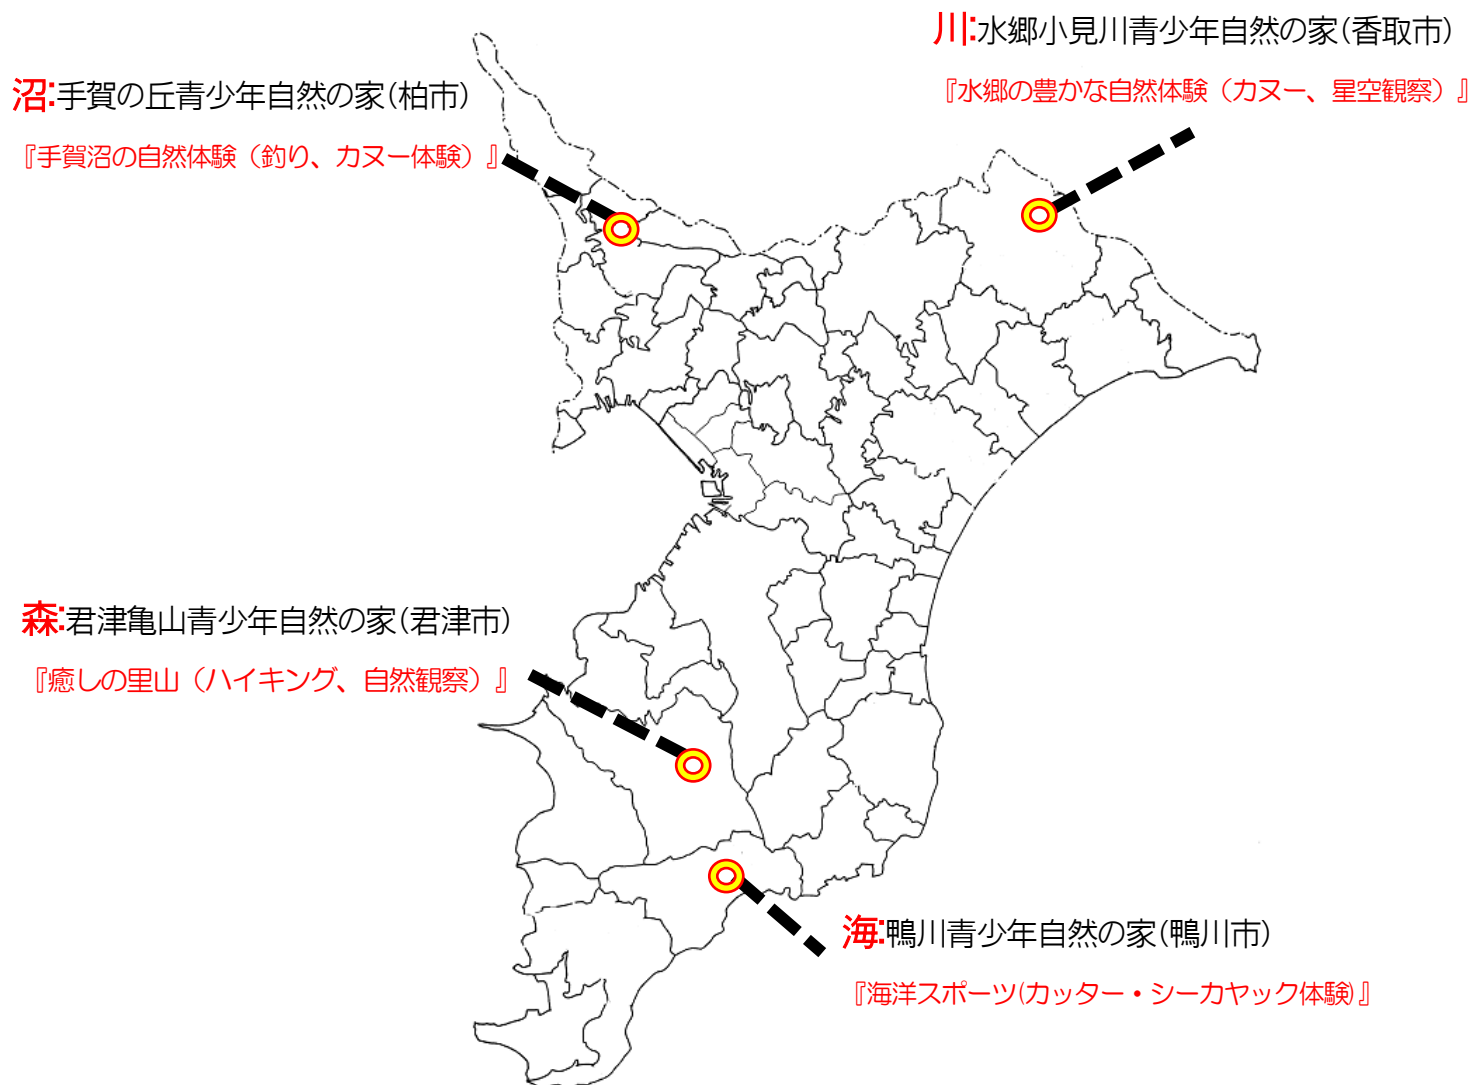 川:水郷小見川青少年自然の家(香取市)
『水郷の豊かな自然体験（カヌー、星空観察）』
沼:手賀の丘青少年自然の家(柏市)
『手賀沼の自然体験（釣り、カヌー体験）』
森:君津亀山青少年自然の家(君津市)
『癒しの里山（ハイキング、自然観察）』
海:鴨川青少年自然の家(鴨川市)
『海洋スポーツ(カッター・シーカヤック体験)』